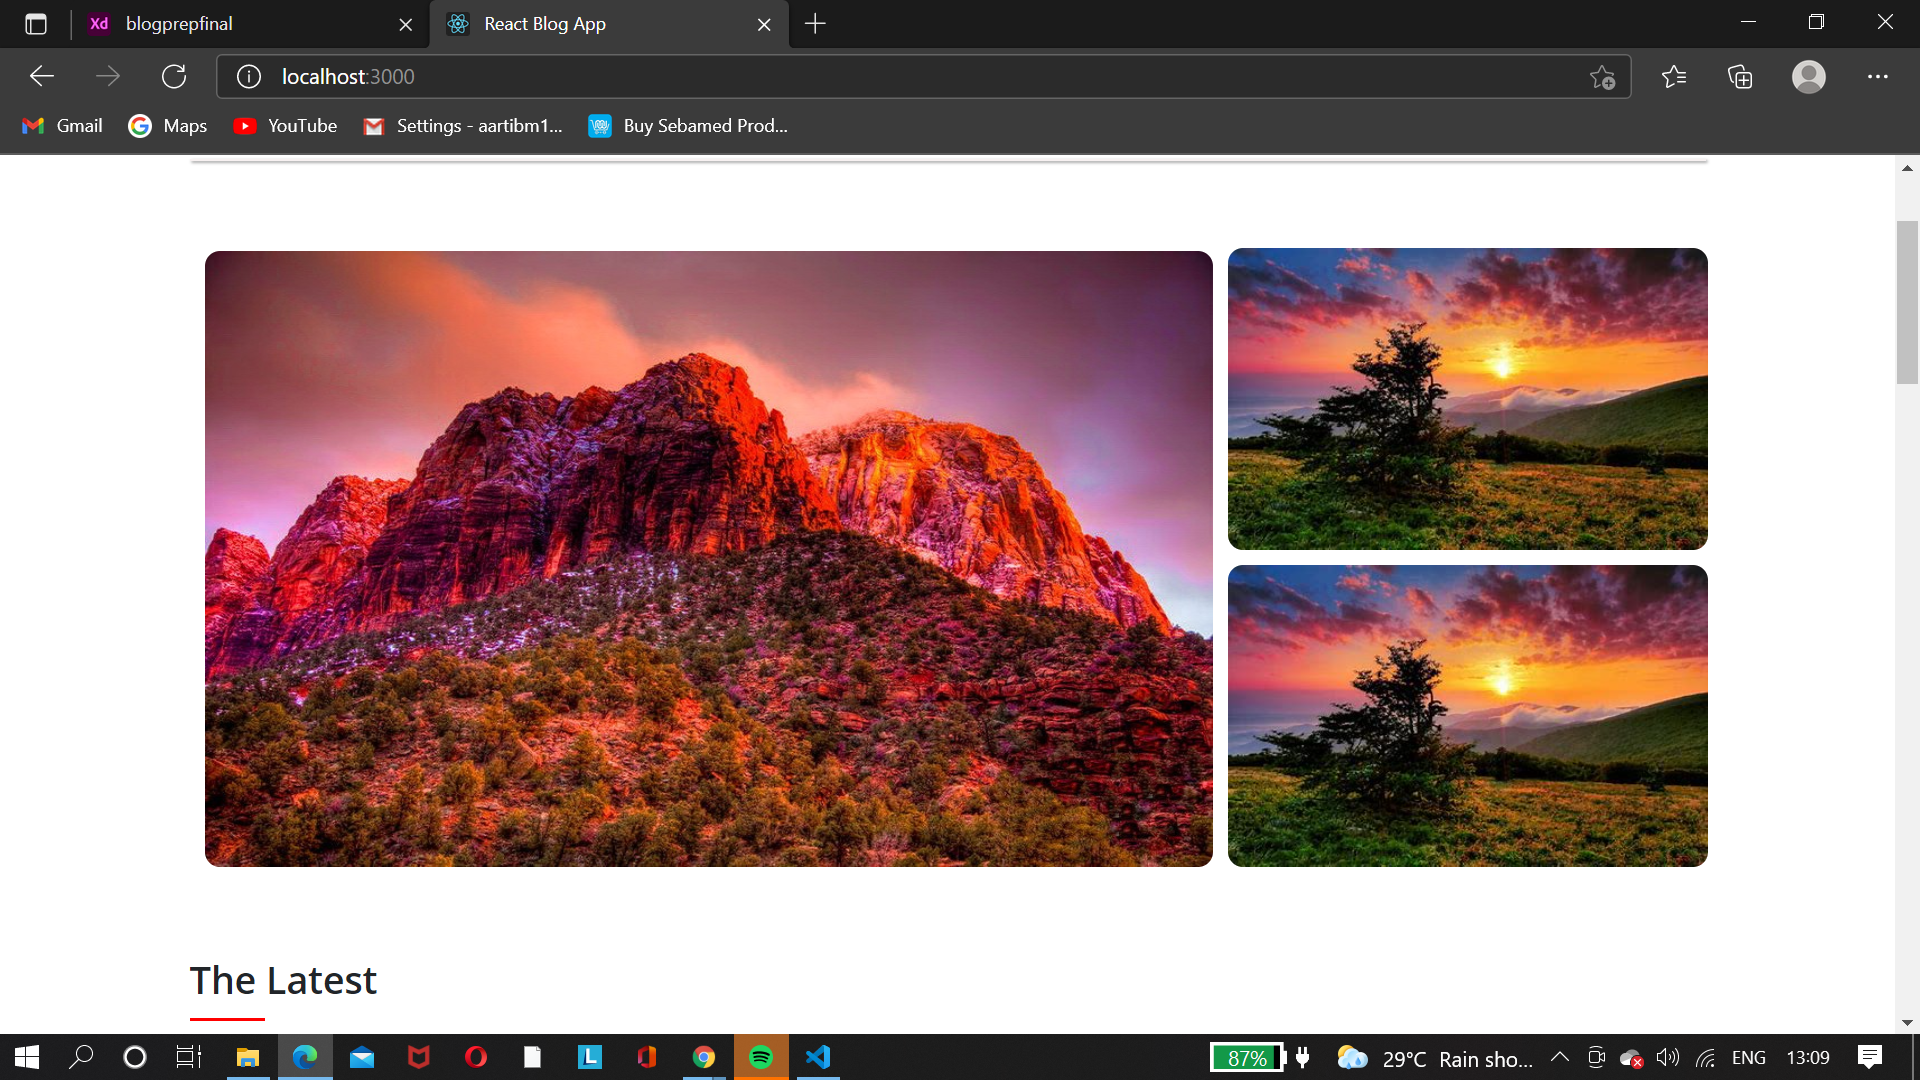 Xd blogprepfinal
React Blog App
localhost:3000
Gmail
Maps
YouTube
Settings - aartibm1...
Buy Sebamed Prod...
The Latest
L
87%
29°C Rain sho...
ENG
13:09